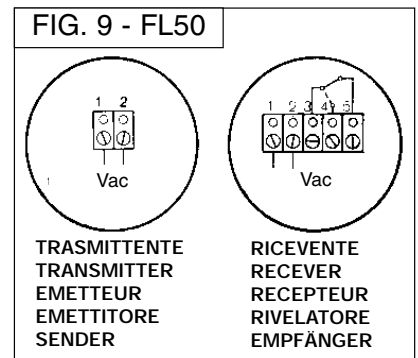 FIG. 9 - FL50
1 2
Vac
1 2 3 4 5
Vac
TRASMITTENTE
TRANSMITTER
EMETTEUR
EMETTITORE
SENDER
RICEVENTE
RECEVER
RECEPTEUR
RIVELATORE
EMPFÄNGER